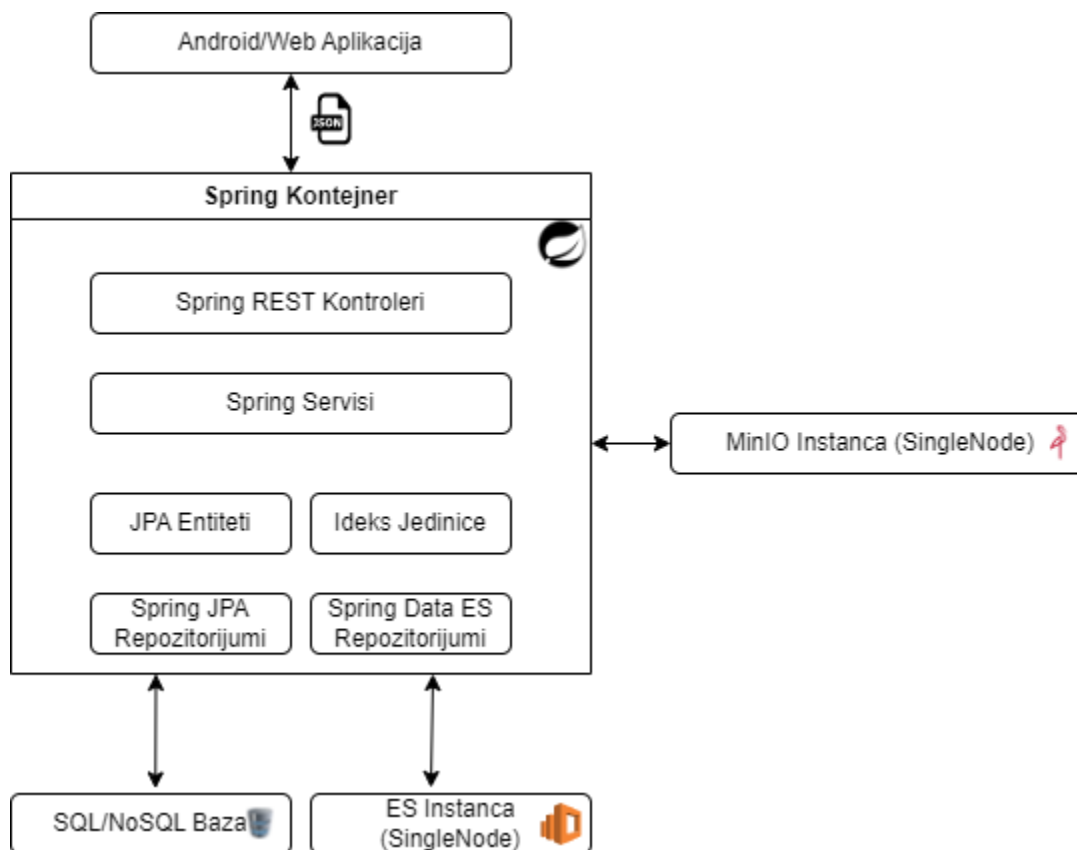 Android/Web Aplikacija
JSON
Spring Kontejner
Spring REST Kontroleri
Spring Servisi
MinIO Instanca (SingleNode)
JPA Entiteti
Ideks Jedinice
Spring JPA
Repozitorijumi
Spring Data ES
Repozitorijumi
SQL/NoSQL Baza
ES Instanca
(SingleNode)